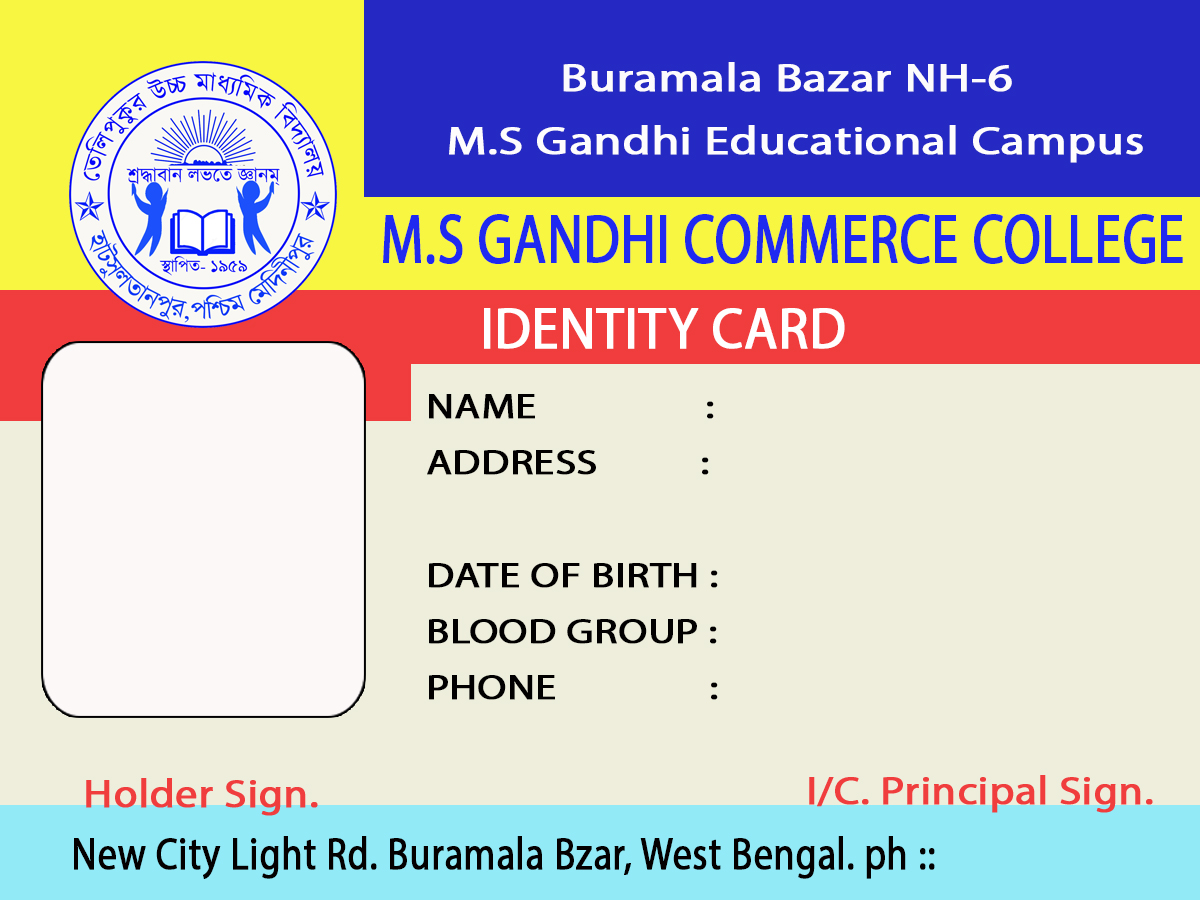 তেলিপুকুর উচ্চ মাধ্যমিক বিদ্যালয়
শ্রদ্ধাবান লভতে জ্ঞানম্
স্থাপিত- ১৯৫৯
হাটসুলতানপুর, পশ্চিম মেদিনীপুর
Buramala Bazar NH-6
M.S Gandhi Educational Campus
M.S GANDHI COMMERCE COLLEGE
IDENTITY CARD
NAME :
ADDRESS :
DATE OF BIRTH :
BLOOD GROUP :
PHONE :
Holder Sign.
I/C. Principal Sign.
New City Light Rd. Buramala Bzar, West Bengal. ph ::